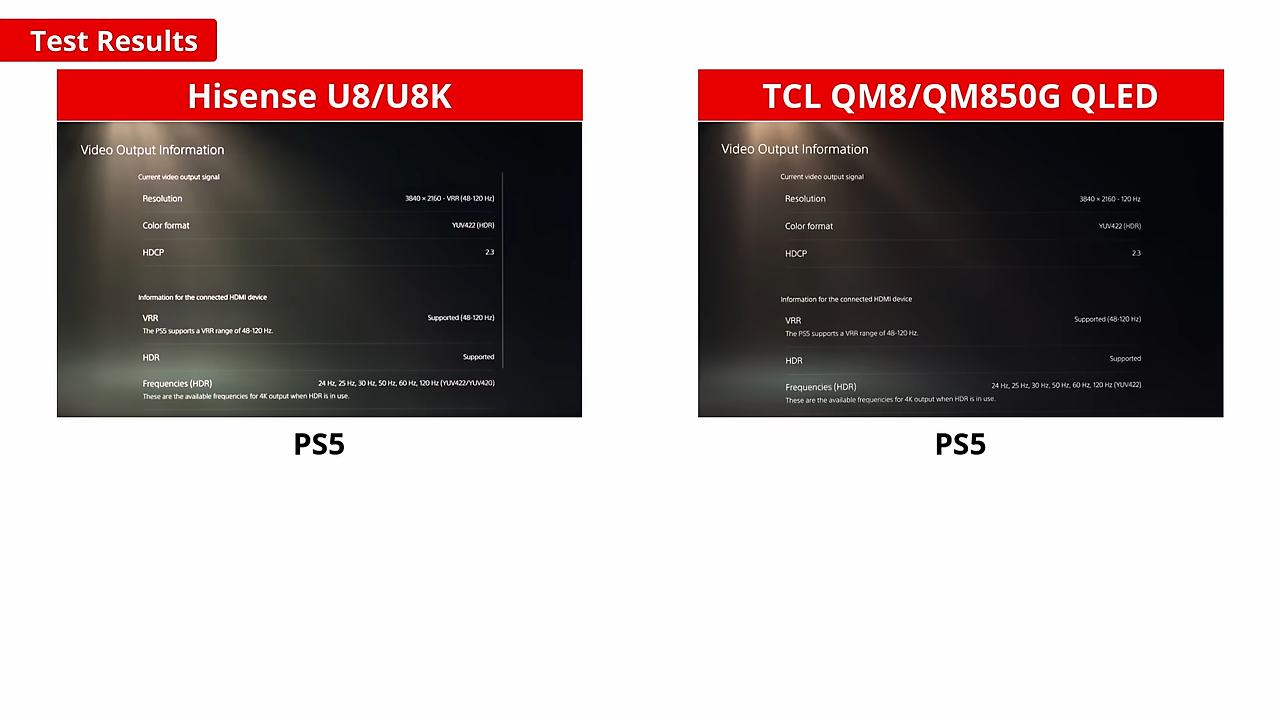 Test Results
Hisense U8/U8K
Video Output Information
Current video output signal
Resolution 3840 × 2160 - VRR (48-120 Hz)
Color format YUV422 (HDR)
HDCP 2.3
Information for the connected HDMI device
VRR Supported (48-120 Hz)
The PS5 supports a VRR range of 48-120 Hz.
HDR Supported
Frequencies (HDR) 24 Hz, 25 Hz, 30 Hz, 50 Hz, 60 Hz, 120 Hz (YUV422/YUV420)
These are the available frequencies for 4K output when HDR is in use.
PS5
TCL QM8/QM850G QLED
Video Output Information
Current video output signal
Resolution 3840 × 2160 - 120 Hz
Color format YUV422 (HDR)
HDCP 2.3
Information for the connected HDMI device
VRR Supported (48-120 Hz)
The PS5 supports a VRR range of 48-120 Hz.
HDR Supported
Frequencies (HDR) 24 Hz, 25 Hz, 30 Hz, 50 Hz, 60 Hz, 120 Hz (YUV422)
These are the available frequencies for 4K output when HDR is in use.
PS5